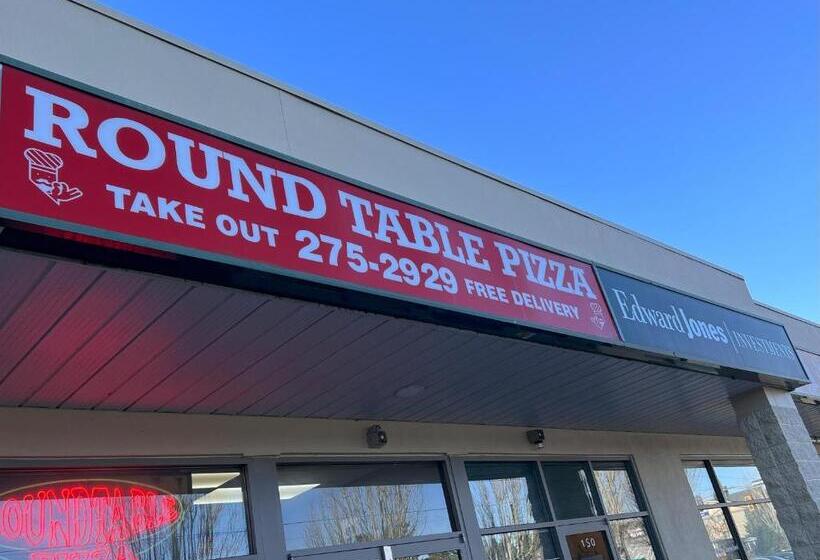 ROUND TABLE PIZZA
TAKE OUT 275-2929 FREE DELIVERY
Edward Jones | INVESTMENTS
ROUNDTABLE
150